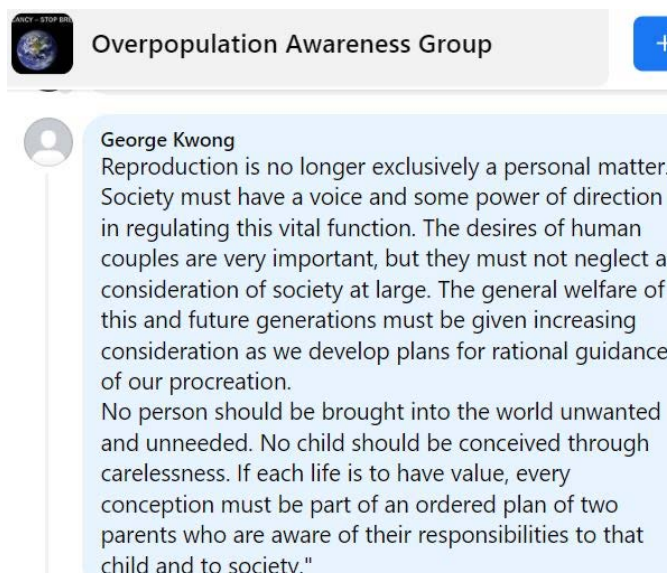 ANCY – STOP BRE
Overpopulation Awareness Group
+
George Kwong
Reproduction is no longer exclusively a personal matter.
Society must have a voice and some power of direction
in regulating this vital function. The desires of human
couples are very important, but they must not neglect a
consideration of society at large. The general welfare of
this and future generations must be given increasing
consideration as we develop plans for rational guidance
of our procreation.
No person should be brought into the world unwanted
and unneeded. No child should be conceived through
carelessness. If each life is to have value, every
conception must be part of an ordered plan of two
parents who are aware of their responsibilities to that
child and to society."